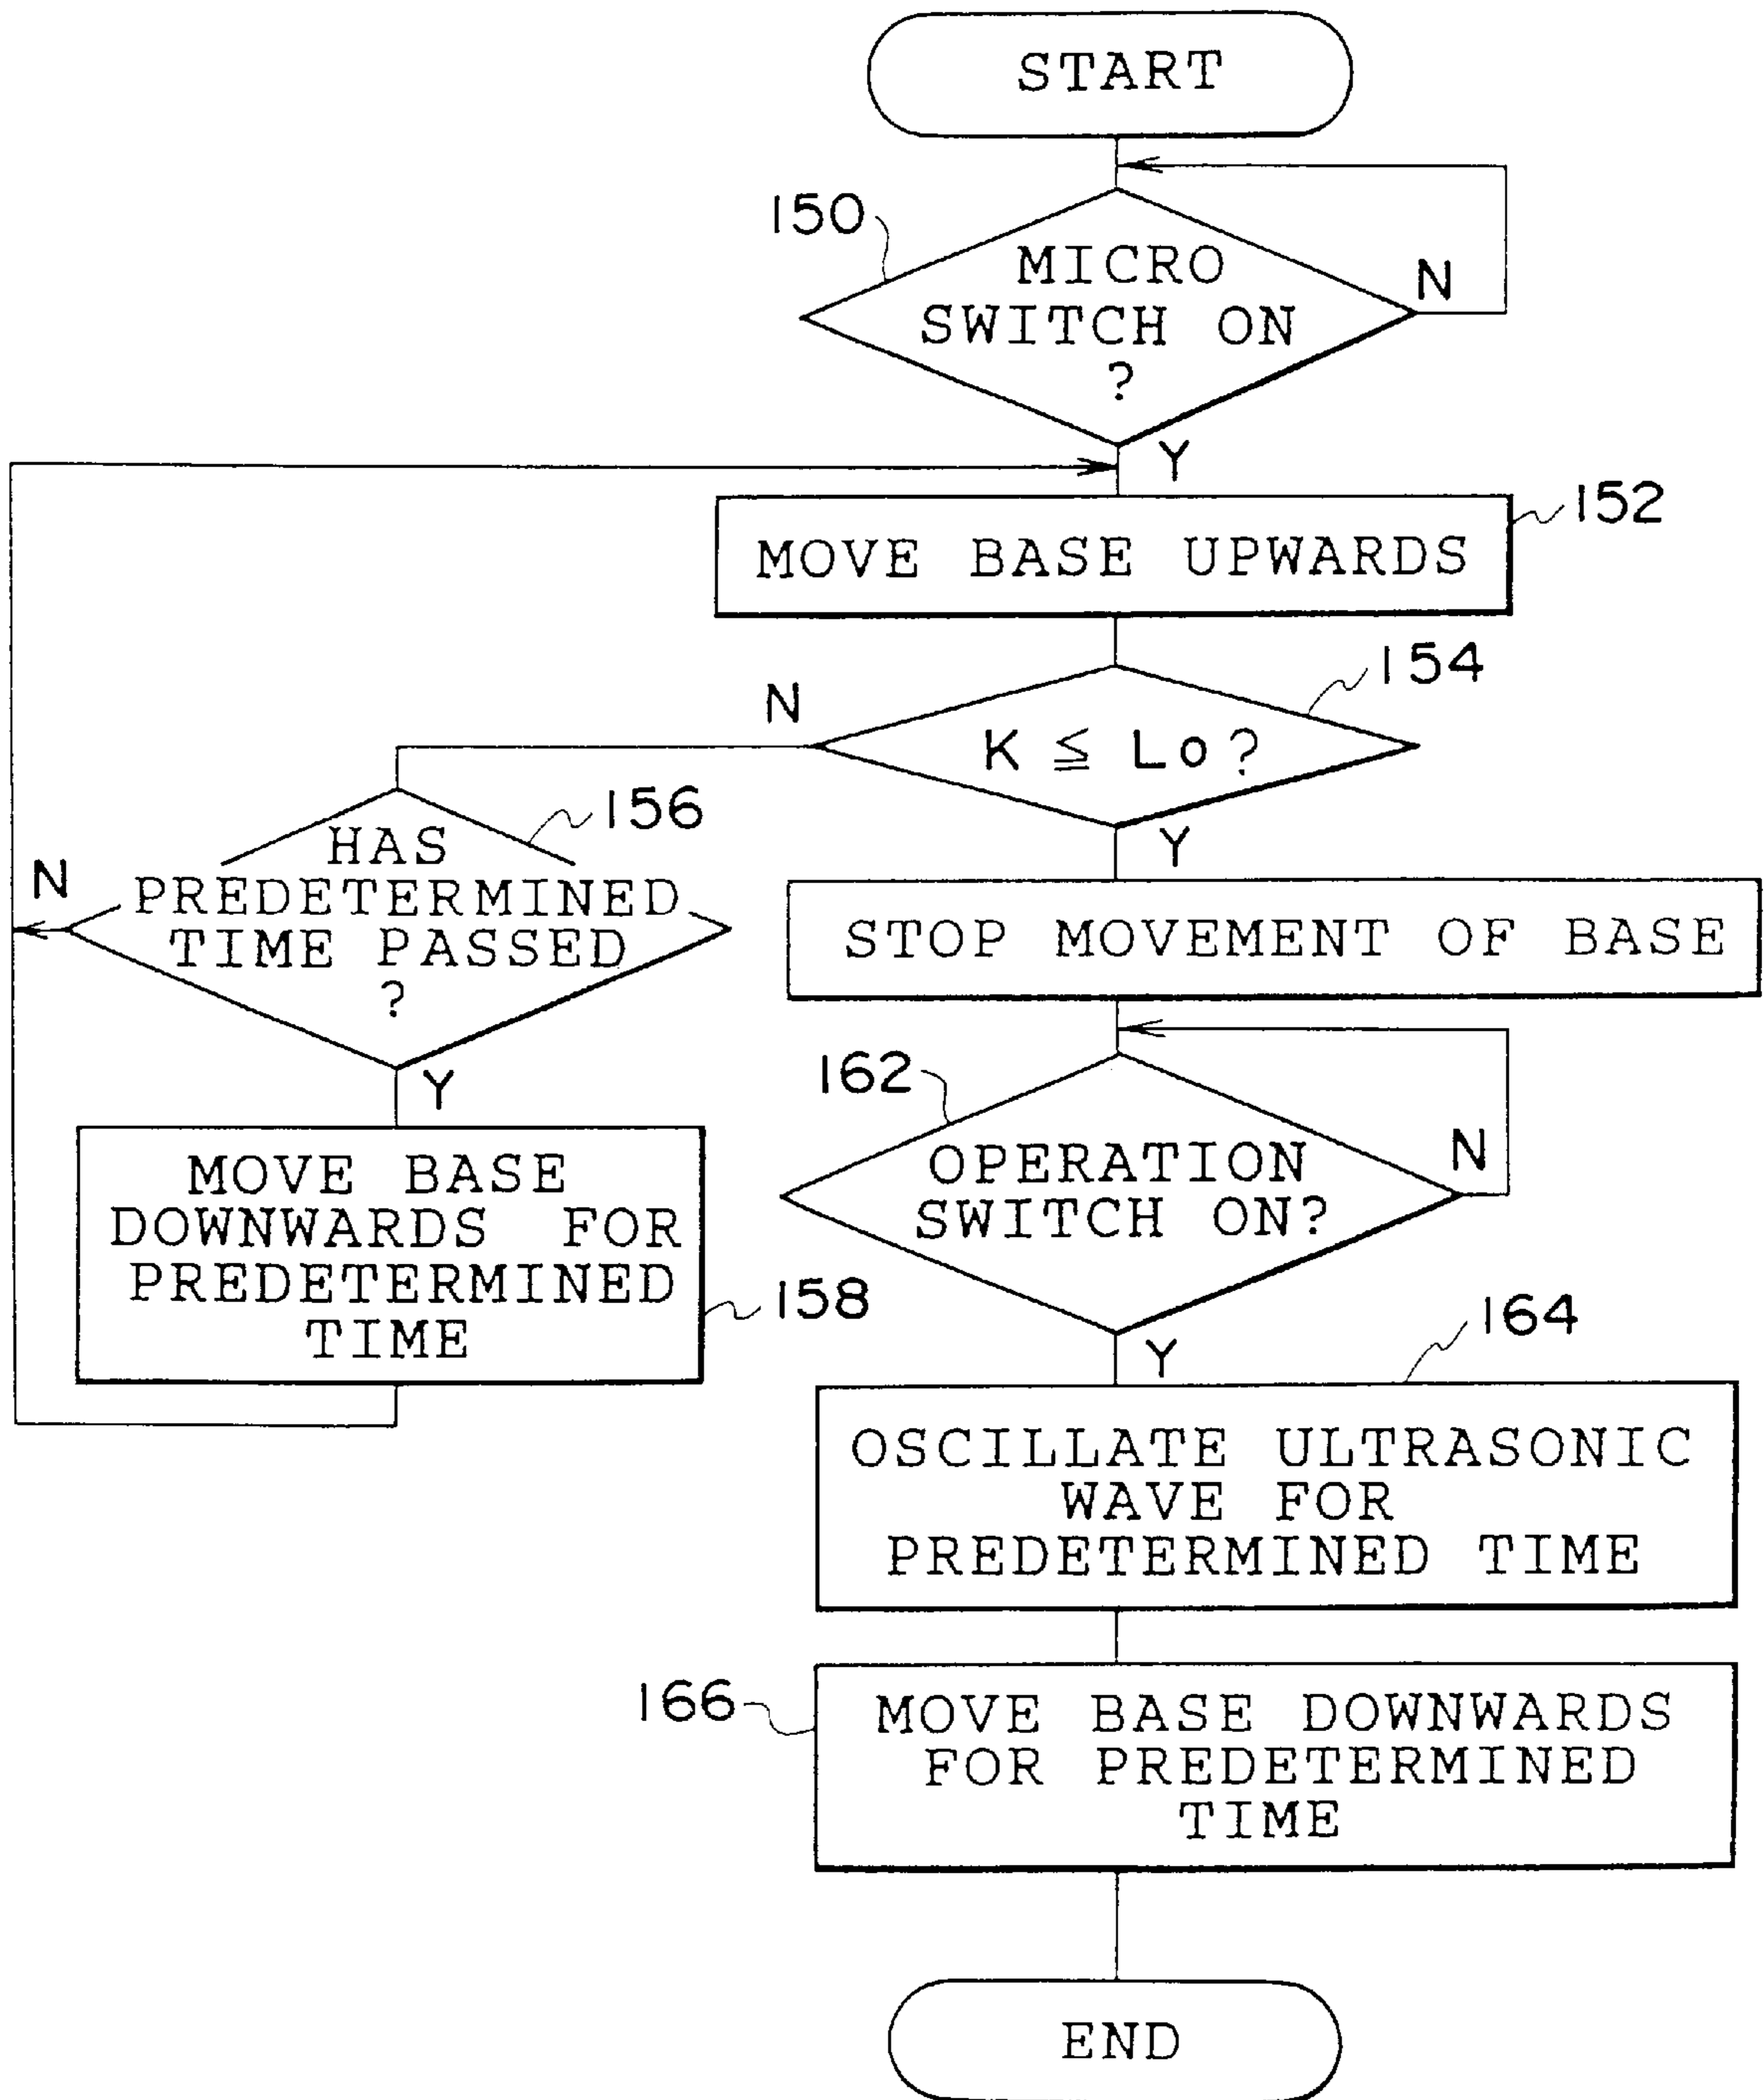 START
150
MICRO
SWITCH ON
?
N
Y
152
MOVE BASE UPWARDS
154
N
K ≦ Lo?
Y
156
HAS
PREDETERMINED
TIME PASSED
?
N
Y
STOP MOVEMENT OF BASE
162
OPERATION
SWITCH ON?
N
Y
MOVE BASE
DOWNWARDS FOR
PREDETERMINED
TIME
158
164
OSCILLATE ULTRASONIC
WAVE FOR
PREDETERMINED TIME
166
MOVE BASE DOWNWARDS
FOR PREDETERMINED
TIME
END